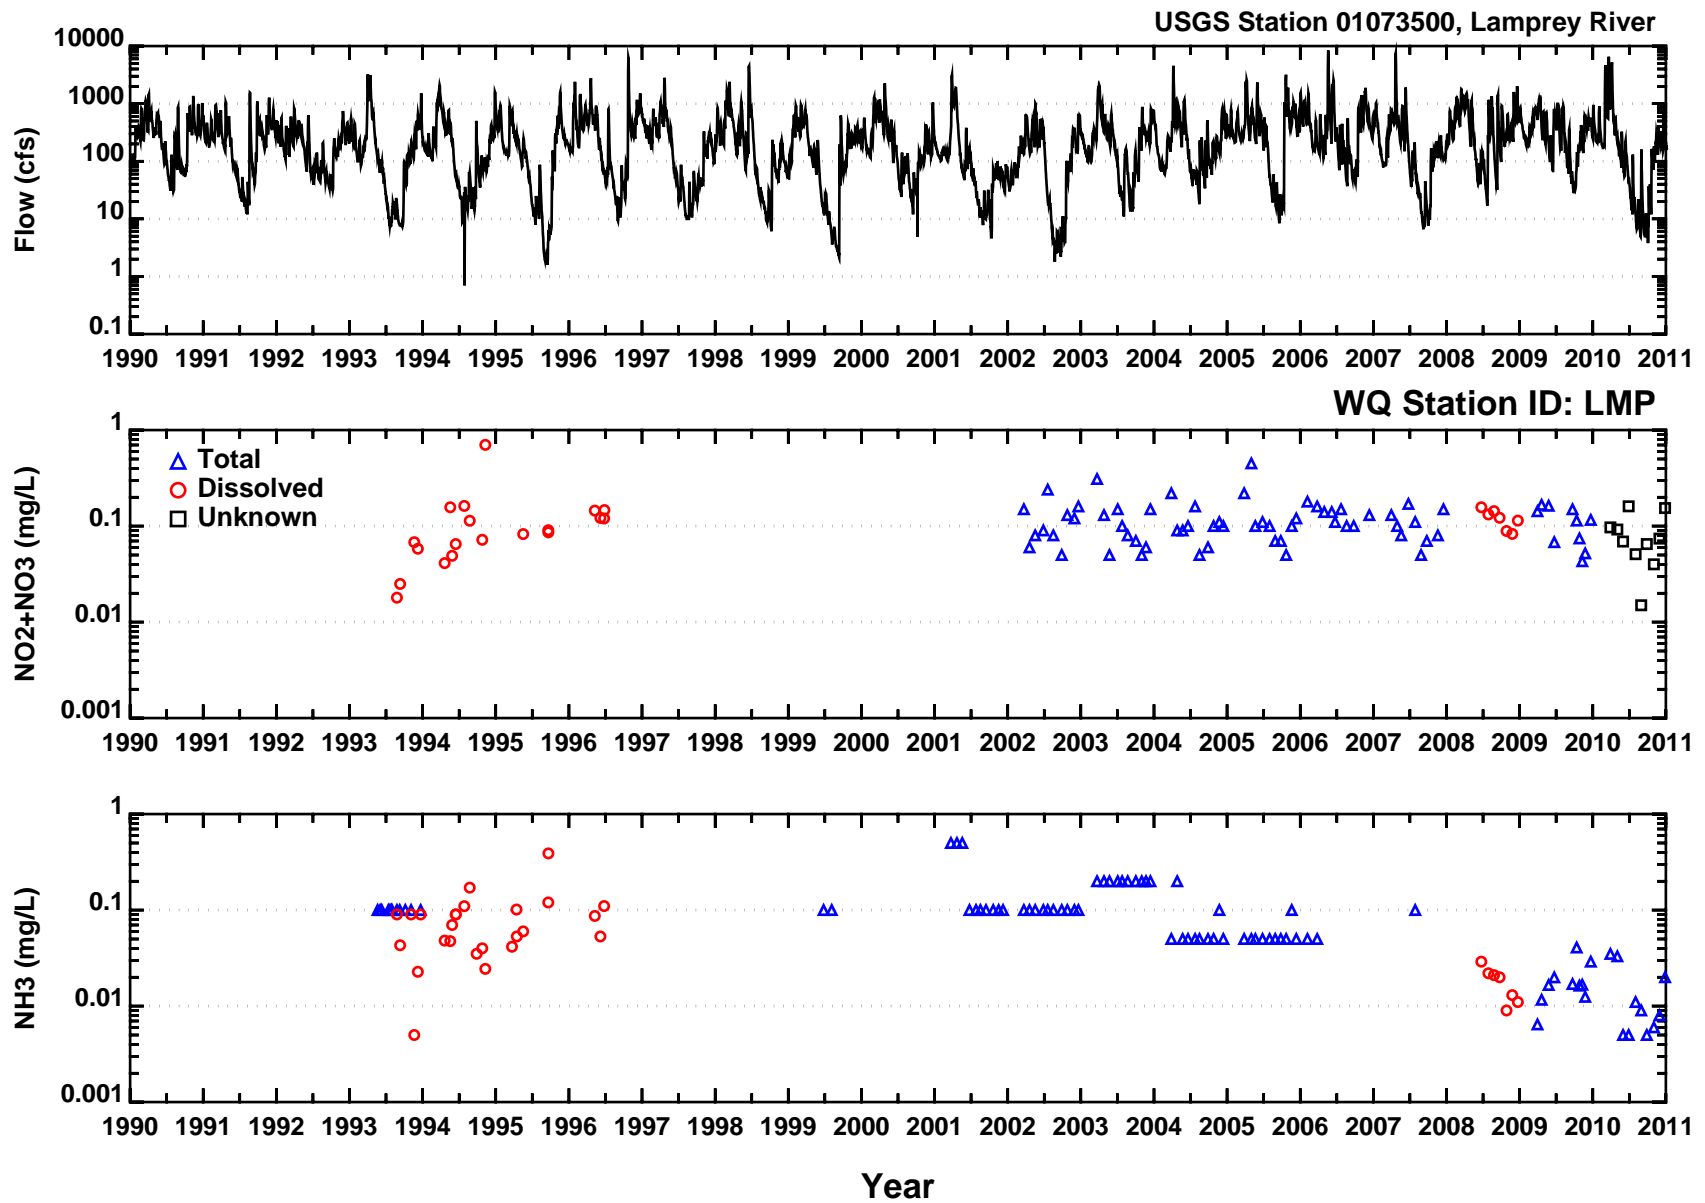 USGS Station 01073500, Lamprey River
10000
1000
100
10
1
0.1
Flow (cfs)
1990 1991 1992 1993 1994 1995 1996 1997 1998 1999 2000 2001 2002 2003 2004 2005 2006 2007 2008 2009 2010 2011
WQ Station ID: LMP
1
0.1
0.01
0.001
NO2+NO3 (mg/L)
Total
Dissolved
Unknown
1990 1991 1992 1993 1994 1995 1996 1997 1998 1999 2000 2001 2002 2003 2004 2005 2006 2007 2008 2009 2010 2011
1
0.1
0.01
0.001
NH3 (mg/L)
1990 1991 1992 1993 1994 1995 1996 1997 1998 1999 2000 2001 2002 2003 2004 2005 2006 2007 2008 2009 2010 2011
Year